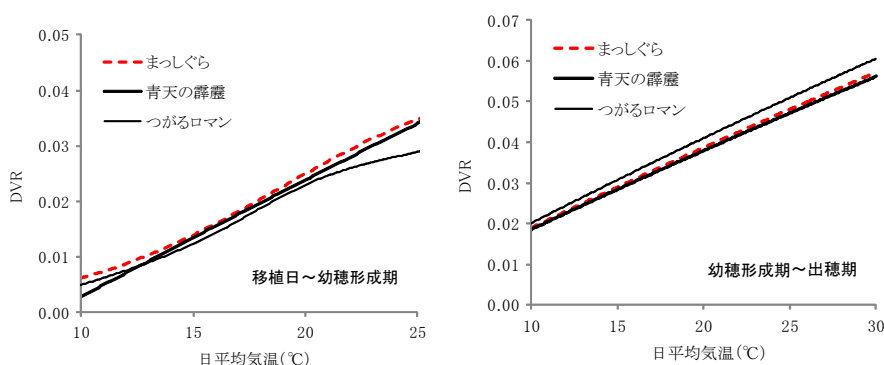 0.05
0.04
0.03
0.02
0.01
0.00
DVR
まっしぐら
青天の霹靂
つがるロマン
移植日～幼穂形成期
10
15
20
25
日平均気温(℃)
0.07
0.06
0.05
0.04
0.03
0.02
0.01
0.00
DVR
まっしぐら
青天の霹靂
つがるロマン
幼穂形成期～出穂期
10
15
20
25
30
日平均気温(℃)